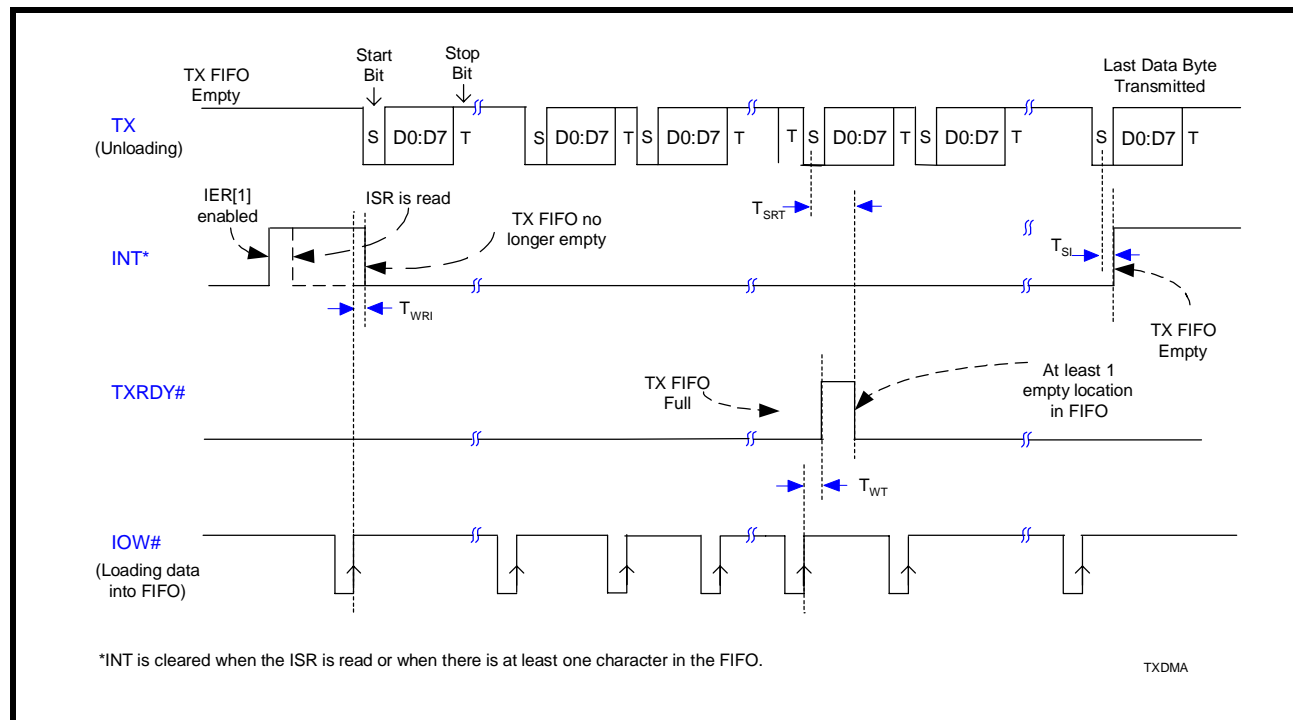 Start
Bit
Stop
Bit
TX FIFO
Empty
Last Data Byte
Transmitted
TX
(Unloading)
S D0:D7 T S D0:D7 T S D0:D7 T T S D0:D7 T S D0:D7 T S D0:D7 T
IER[1]
enabled
ISR is read
TX FIFO no
longer empty
TSRT
TSI
INT*
TWRI
TX FIFO
Empty
TXRDY#
TX FIFO
Full
At least 1
empty location
in FIFO
TWT
IOW#
(Loading data
into FIFO)
*INT is cleared when the ISR is read or when there is at least one character in the FIFO.
TXDMA